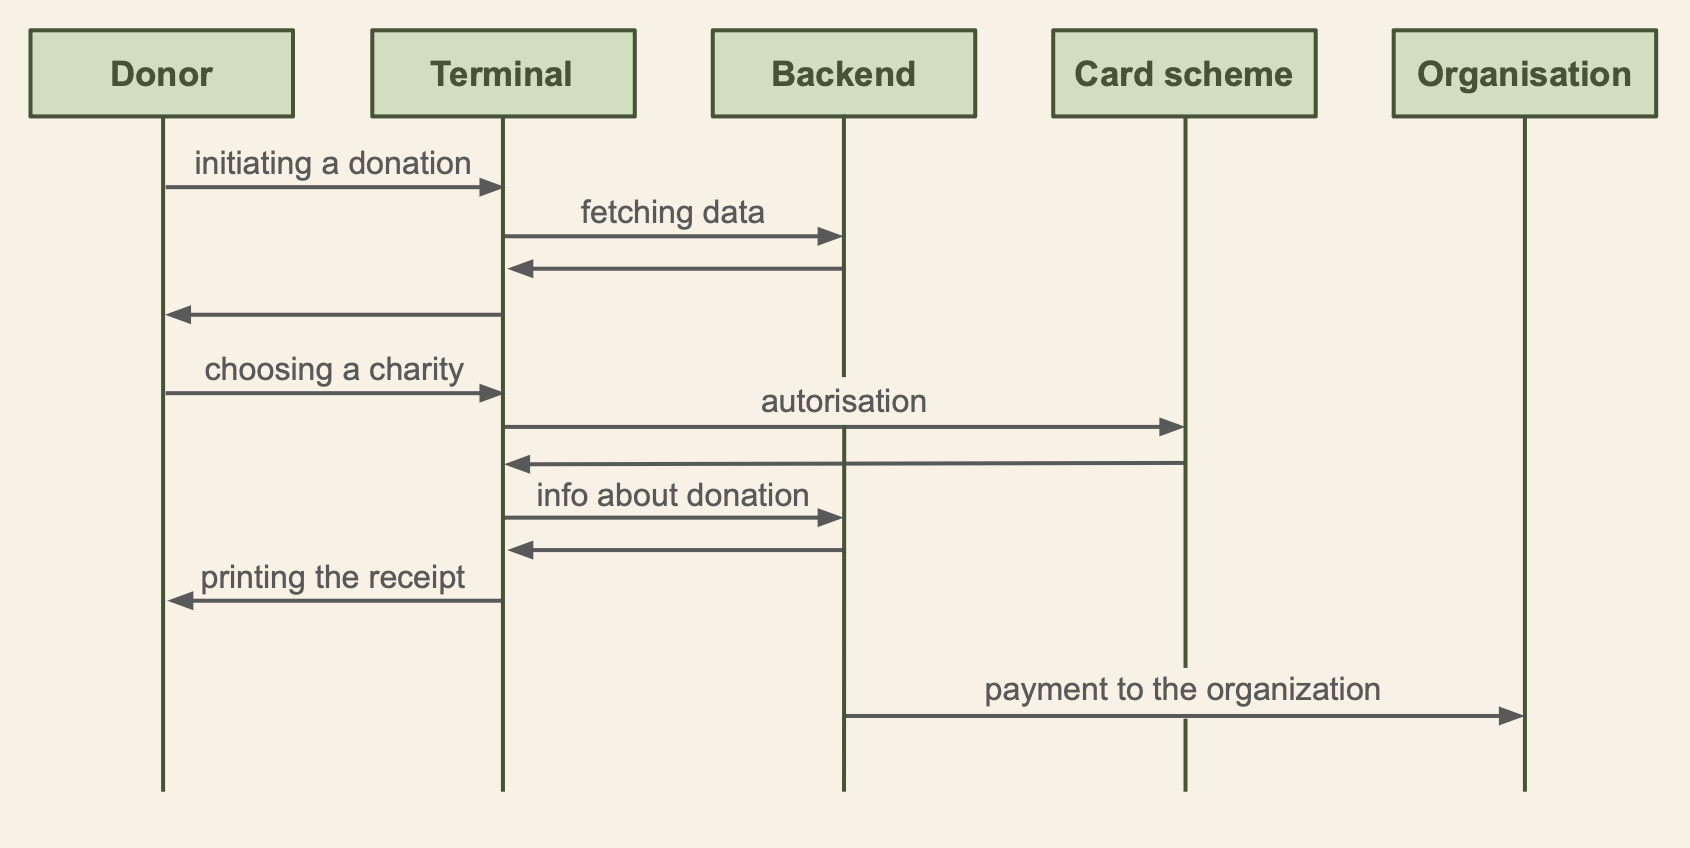 Donor
Terminal
Backend
Card scheme
Organisation
initiating a donation
fetching data
choosing a charity
autorisation
info about donation
printing the receipt
payment to the organization